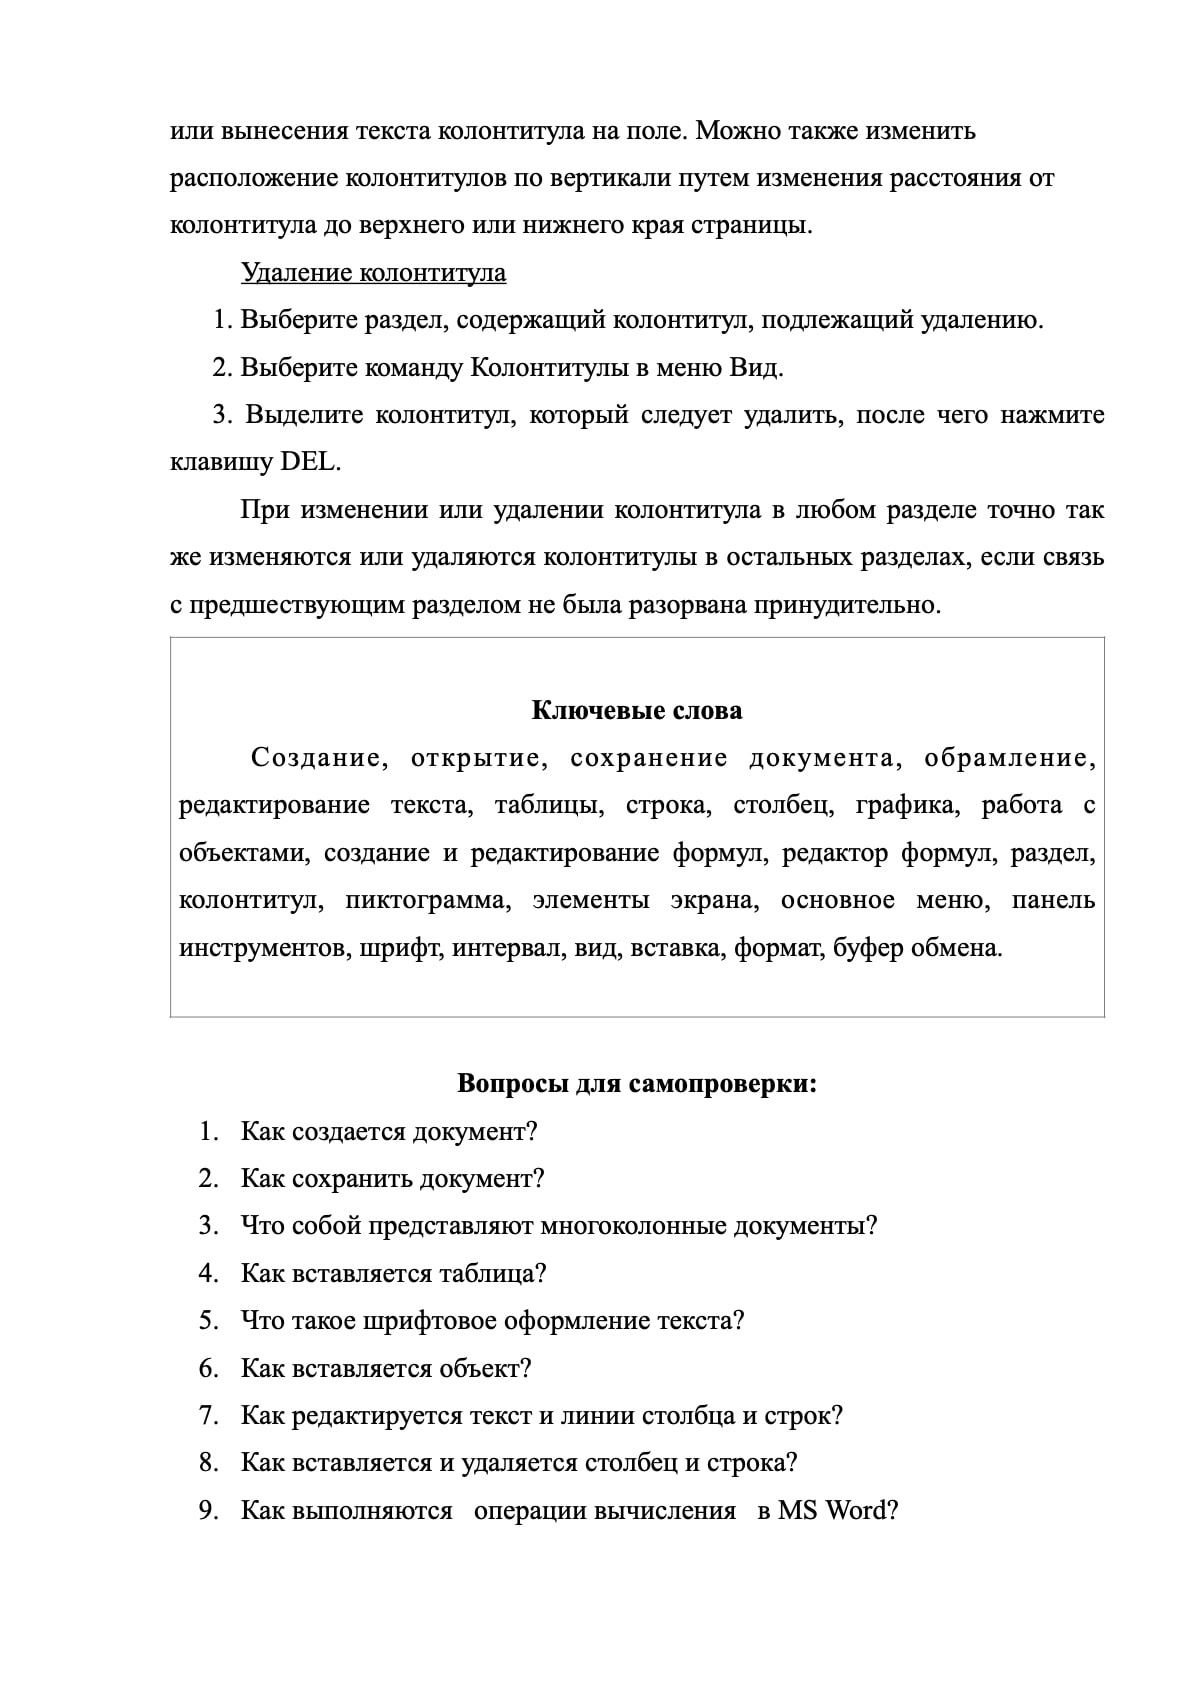 или вынесения текста колонтитула на поле. Можно также изменить
расположение колонтитулов по вертикали путем изменения расстояния от
колонтитула до верхнего или нижнего края страницы.
Удаление колонтитула
1. Выберите раздел, содержащий колонтитул, подлежащий удалению.
2. Выберите команду Колонтитулы в меню Вид.
3. Выделите колонтитул, который следует удалить, после чего нажмите
клавишу DEL.
При изменении или удалении колонтитула в любом разделе точно так
же изменяются или удаляются колонтитулы в остальных разделах, если связь
с предшествующим разделом не была разорвана принудительно.
Ключевые слова
Создание, открытие, сохранение документа, обрамление,
редактирование текста, таблицы, строка, столбец, графика, работа с
объектами, создание и редактирование формул, редактор формул, раздел,
колонтитул, пиктограмма, элементы экрана, основное меню, панель
инструментов, шрифт, интервал, вид, вставка, формат, буфер обмена.
Вопросы для самопроверки:
1. Как создается документ?
2. Как сохранить документ?
3. Что собой представляют многоколонные документы?
4. Как вставляется таблица?
5. Что такое шрифтовое оформление текста?
6. Как вставляется объект?
7. Как редактируется текст и линии столбца и строк?
8. Как вставляется и удаляется столбец и строка?
9. Как выполняются операции вычисления в MS Word?